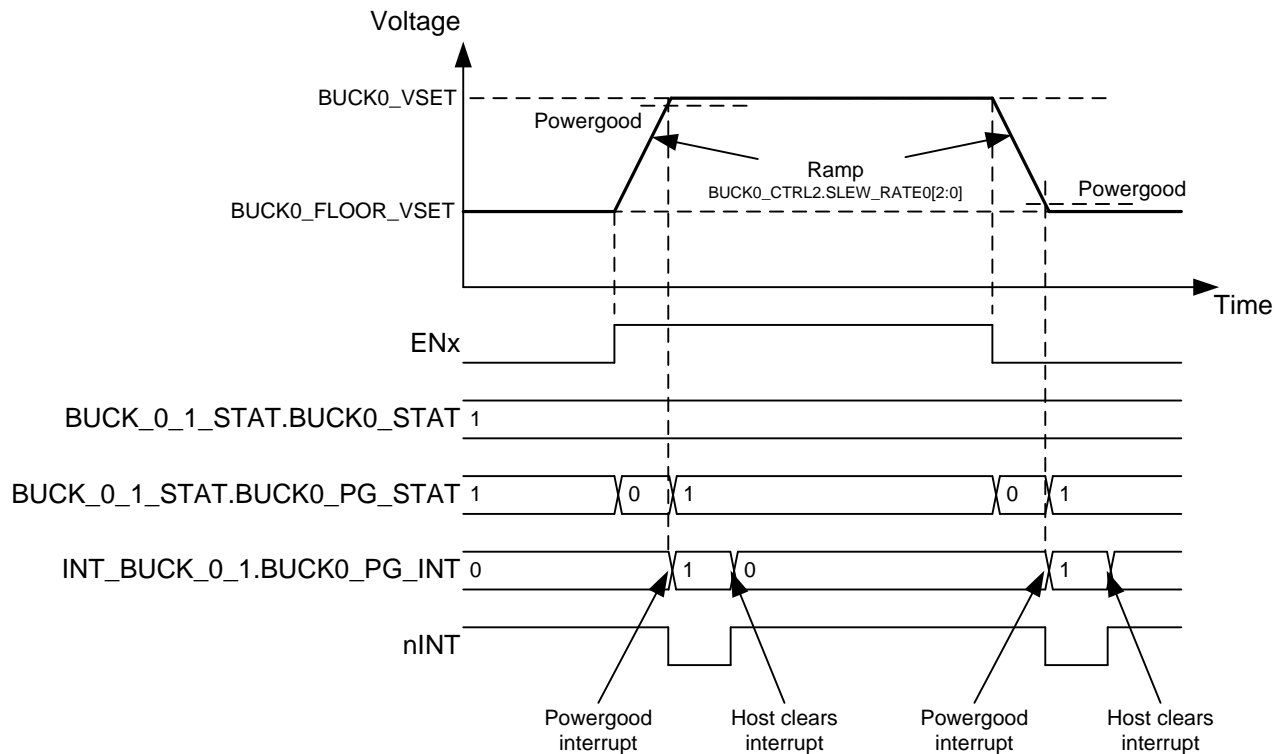 Voltage
BUCK0_VSET
Powergood
Ramp
BUCK0_CTRL2.SLEW_RATE0[2:0]
Powergood
BUCK0_FLOOR_VSET
Time
ENx
BUCK_0_1_STAT.BUCK0_STAT 1
BUCK_0_1_STAT.BUCK0_PG_STAT 1 0 1 0 1
INT_BUCK_0_1.BUCK0_PG_INT 0 1 0 1
nINT
Powergood
interrupt
Host clears
interrupt
Powergood
interrupt
Host clears
interrupt